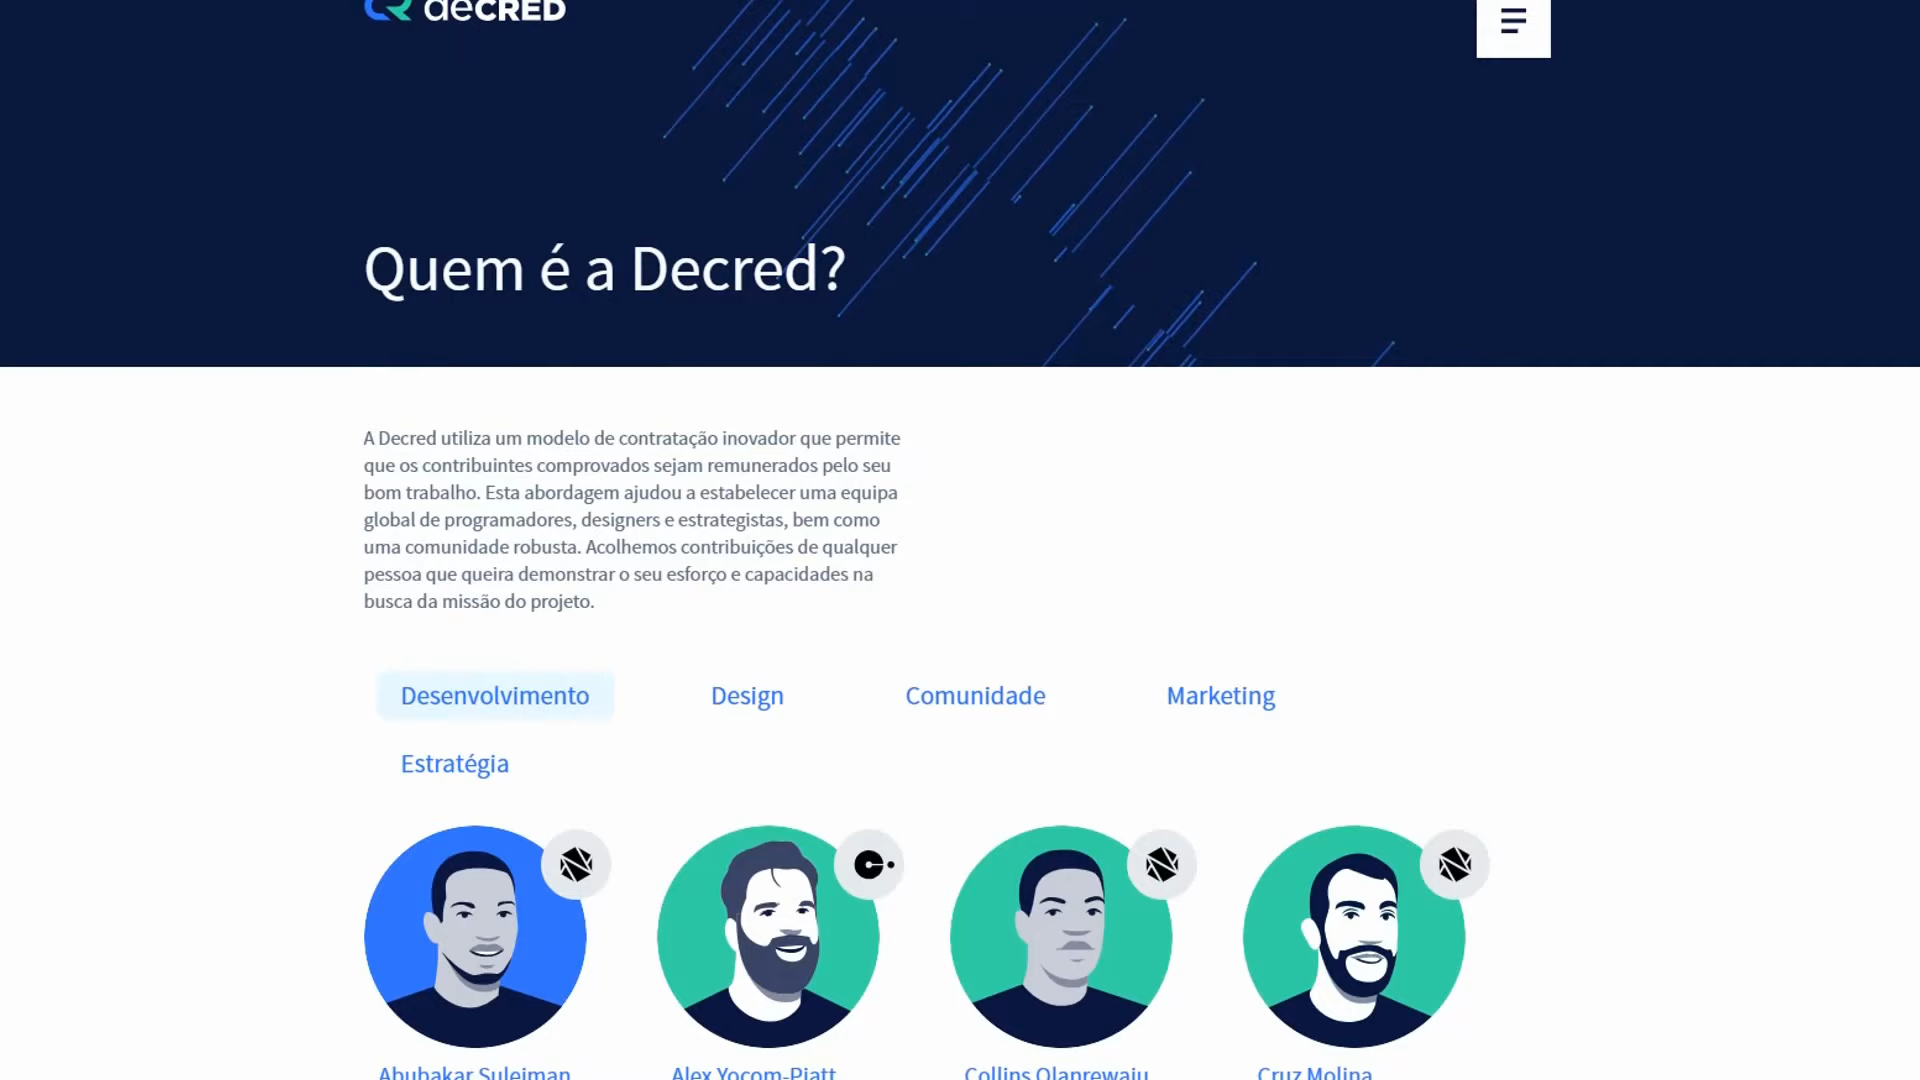 decred
Quem é a Decred?
A Decred utiliza um modelo de contratação inovador que permite
que os contribuintes comprovados sejam remunerados pelo seu
bom trabalho. Esta abordagem ajudou a estabelecer uma equipa
global de programadores, designers e estrategistas, bem como
uma comunidade robusta. Acolhemos contribuições de qualquer
pessoa que queira demonstrar o seu esforço e capacidades na
busca da missão do projeto.
Desenvolvimento Design Comunidade Marketing
Estratégia
Abubakar Suleiman Alex Yocom-Piatt Collins Olanrewaju Cruz Molina